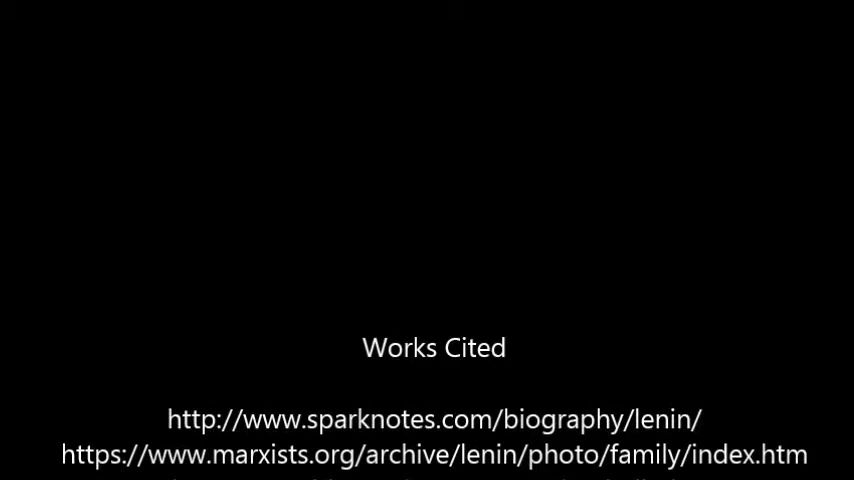 Works Cited
http://www.sparknotes.com/biography/lenin/
https://www.marxists.org/archive/lenin/photo/family/index.htm